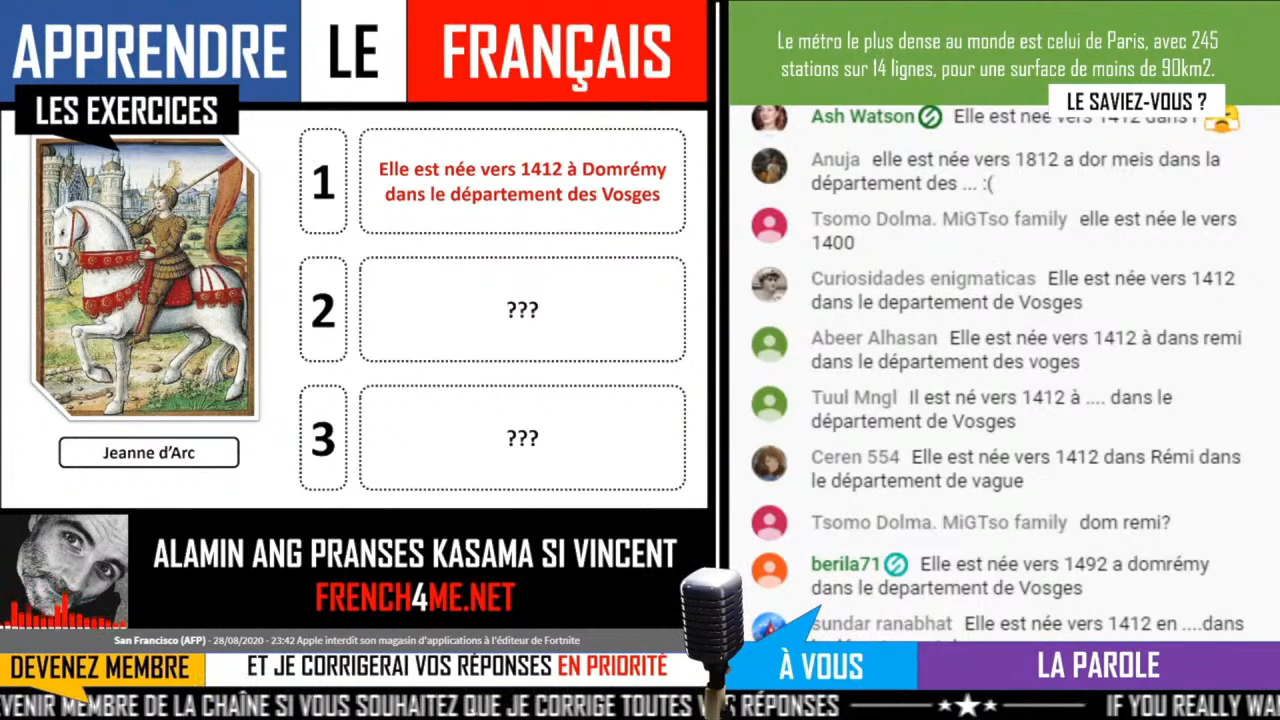 APPRENDRE LE FRANÇAIS
LES EXERCICES
1
Elle est née vers 1412 à Domrémy
dans le département des Vosges
2
???
3
???
Jeanne d'Arc
ALAMIN ANG PRANSES KASAMA SI VINCENT
FRENCH4ME.NET
San Francisco (AFP) - 28/08/2020 - 23:42 Apple interdit son magasin d'applications à l'éditeur de Fortnite
DEVENEZ MEMBRE
ET JE CORRIGERAI VOS RÉPONSES EN PRIORITÉ
VENIR MEMBRE DE LA CHAÎNE SI VOUS SOUHAITEZ QUE JE CORRIGE TOUTES RÉPONSES
IF YOU REALLY
Le métro le plus dense au monde est celui de Paris, avec 245
stations sur 14 lignes, pour une surface de moins de 90km2.
LE SAVIEZ-VOUS ?
Ash Watson Elle est née vers 1412 dans
Anuja elle est née vers 1812 a dor meis dans la
département des ... :(
Tsomo Dolma. MiGTso family elle est née le vers
1400
Curiosidades enigmaticas Elle est née vers 1412
dans le departement de Vosges
Abeer Alhasan Elle est née vers 1412 à dans remi
dans le département des voges
Tuul Mngl Il est né vers 1412 à .... dans le
département de Vosges
Ceren 554 Elle est née vers 1412 dans Rémi dans
le département de vague
Tsomo Dolma. MiGTso family dom remi?
berila71 Elle est née vers 1492 a domrémy
dans le departement de Vosges
sundar ranabhat Elle est née vers 1412 en ....dans
À VOUS
LA PAROLE